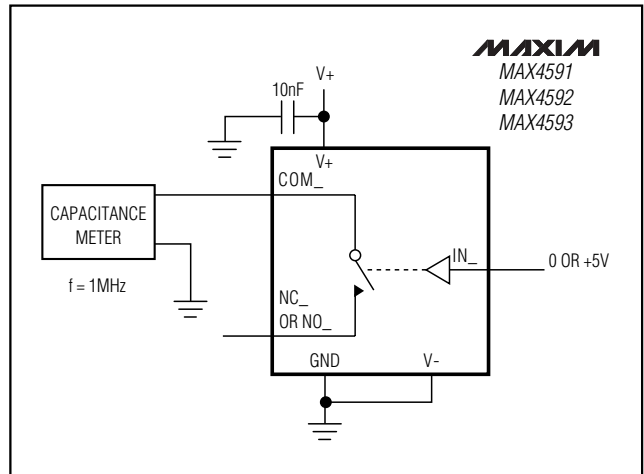 MAXIM
MAX4591
MAX4592
MAX4593
V+
10nF
V+
COM_
CAPACITANCE
METER
f = 1MHz
IN_
0 OR +5V
NC_
OR NO_
GND
V-